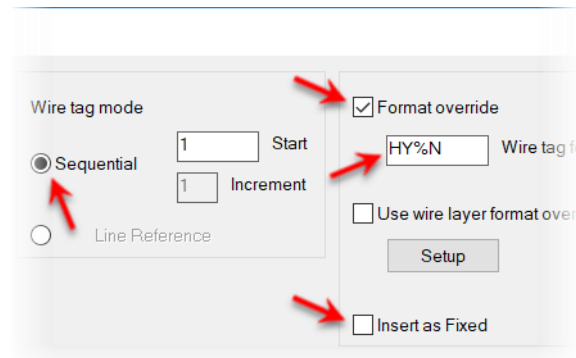 Wire tag mode
Sequential
1 Start
1 Increment
Line Reference
Format override
HY%N Wire tag
Use wire layer format over
Setup
Insert as Fixed